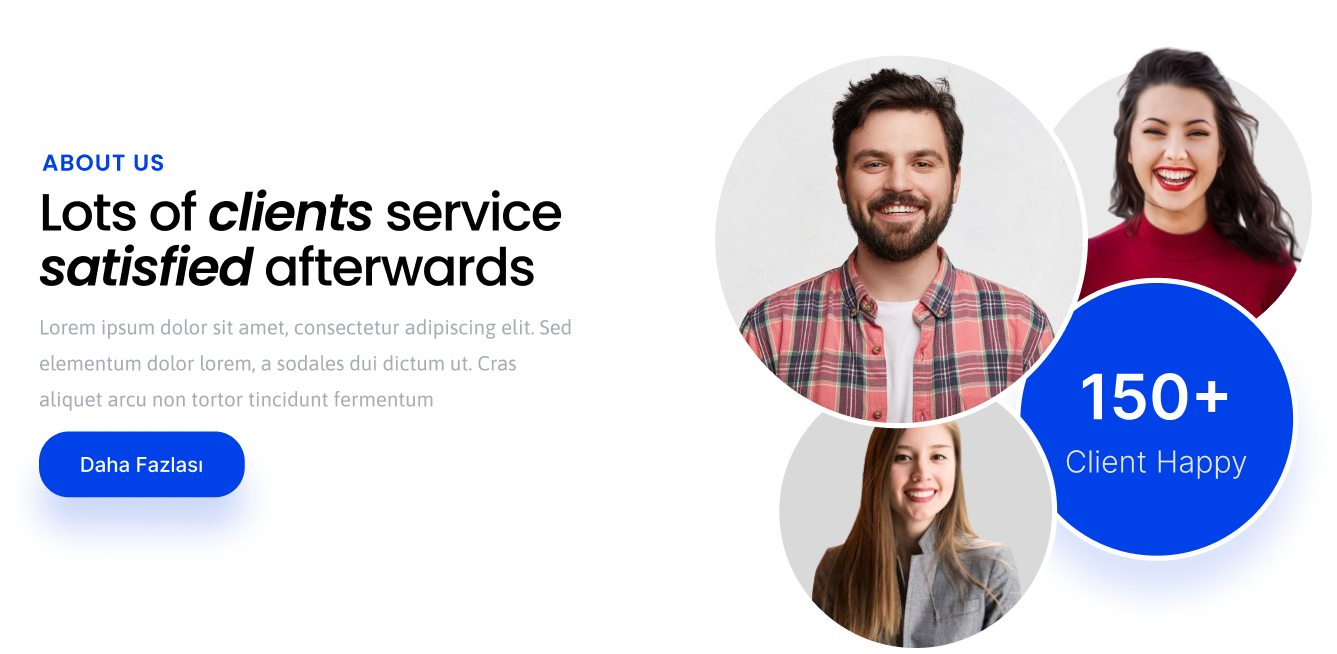 ABOUT US
Lots of clients service
satisfied afterwards
Lorem ipsum dolor sit amet, consectetur adipiscing elit. Sed
elementum dolor lorem, a sodales dui dictum ut. Cras
aliquet arcu non tortor tincidunt fermentum
Daha Fazlası
150+
Client Happy